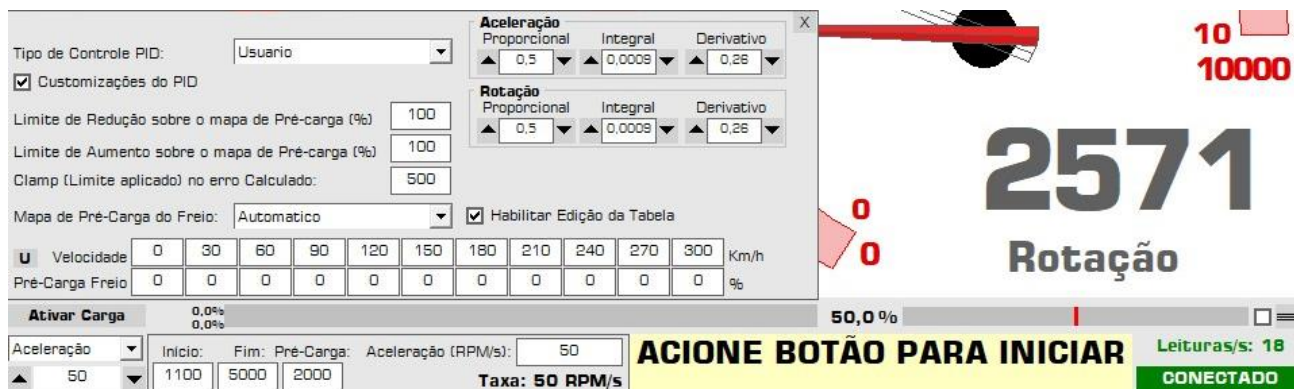 Aceleração
X
Proporcional Integral Derivativo
Tipo de Controle PID: Usuario
0,5 0,0009 0,26
Customizações do PID
Rotação
Proporcional Integral Derivativo
0,5 0,0009 0,26
Limite de Redução sobre o mapa de Pré-carga (%) 100
Limite de Aumento sobre o mapa de Pré-carga (%) 100
Clamp (Limite aplicado) no erro Calculado: 500
Mapa de Pré-Carga do Freio: Automatico Habilitar Edição da Tabela
U Velocidade 0 30 60 90 120 150 180 210 240 270 300 Km/h
Pré-Carga Freio 0 0 0 0 0 0 0 0 0 0 0 %
10
10000
2571
0
0
Rotação
Ativar Carga 0,0%
0,0%
50,0 %
Aceleração Inicio: Fim: Pré-Carga: Aceleração (RPM/s): 50
50 1100 5000 2000 Taxa: 50 RPM/s
ACIONE BOTÃO PARA INICIAR
Leituras/s: 18
CONECTADO